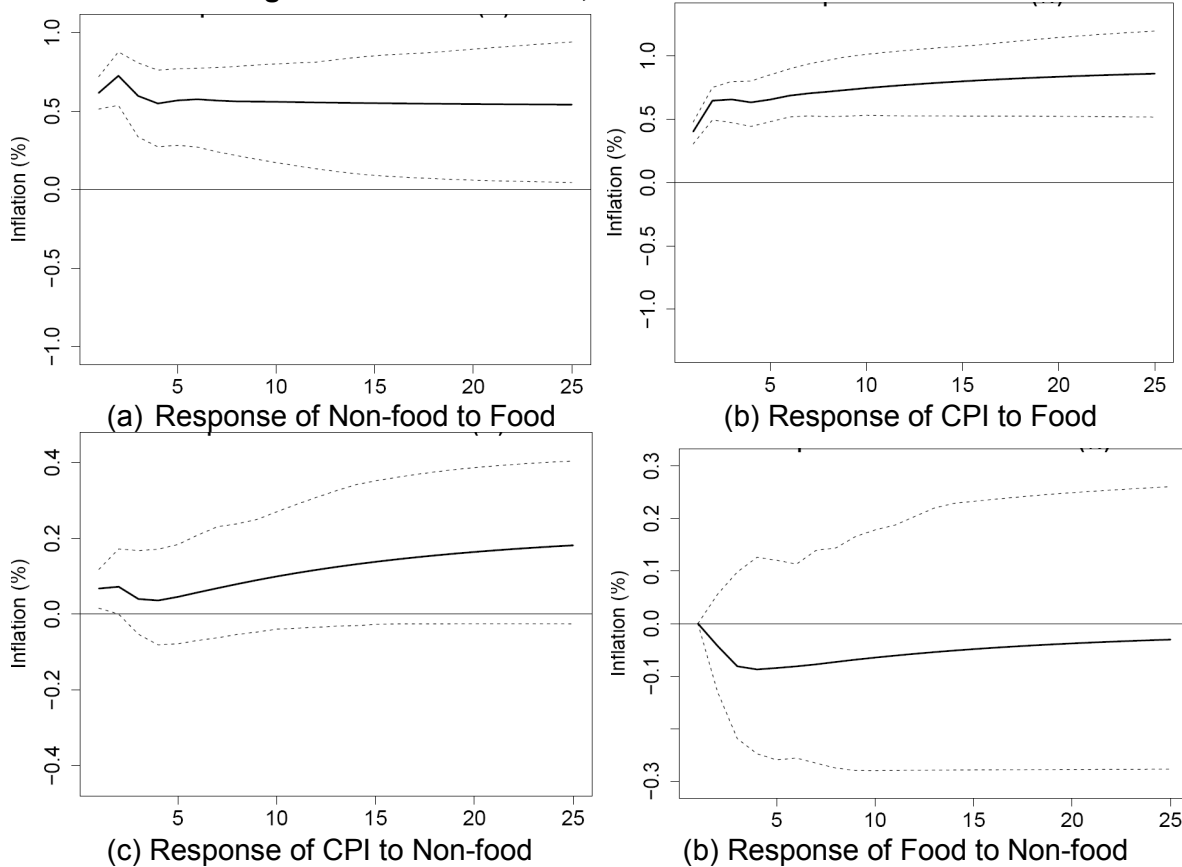 Inflation (%)
1.0
0.5
0.0
−0.5
−1.0
5 10 15 20 25
(a) Response of Non-food to Food
Inflation (%)
1.0
0.5
0.0
−0.5
−1.0
5 10 15 20 25
(b) Response of CPI to Food
Inflation (%)
0.4
0.2
0.0
−0.2
−0.4
5 10 15 20 25
(c) Response of CPI to Non-food
Inflation (%)
0.3
0.2
0.1
0.0
−0.1
−0.3
5 10 15 20 25
(b) Response of Food to Non-food